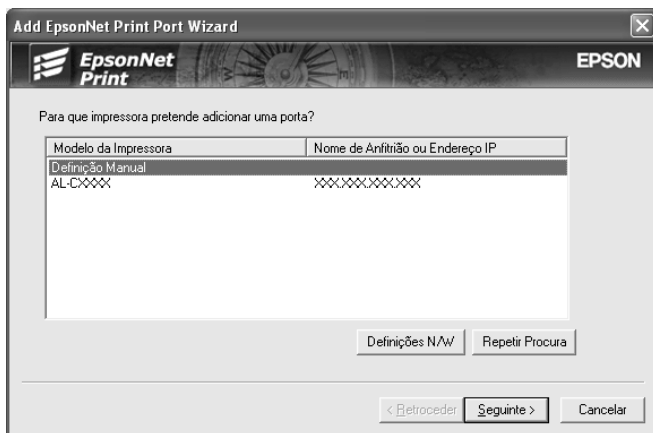 Add EpsonNet Print Port Wizard
EpsonNet
Print
EPSON
Para que impressora pretende adicionar uma porta?
Modelo da Impressora Nome de Anfitrião ou Endereço IP
Definição Manual
AL-CXXXX XXX.XXX.XXX.XXX
Definições N/W Repetir Procura
< Retroceder Seguinte > Cancelar